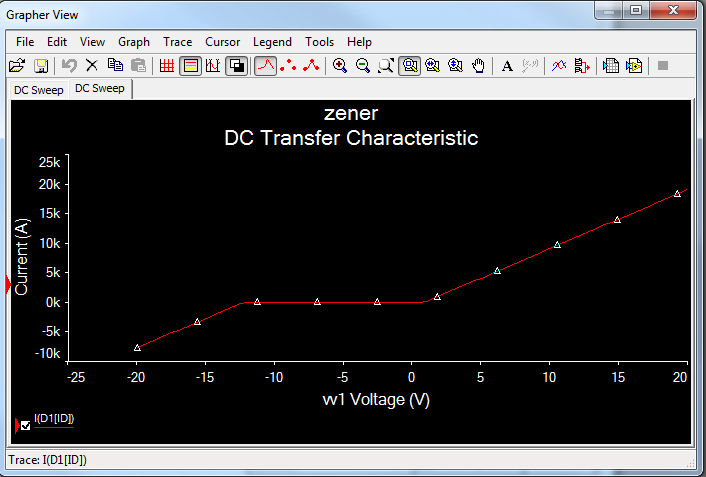 Grapher View
File Edit View Graph Trace Cursor Legend Tools Help
DC Sweep DC Sweep
zener
DC Transfer Characteristic
25k
20k
15k
10k
5k
0k
-5k
-10k
Current (A)
-25 -20 -15 -10 -5 0 5 10 15 20
vv1 Voltage (V)
I(D1[ID])
Trace: I(D1[ID])